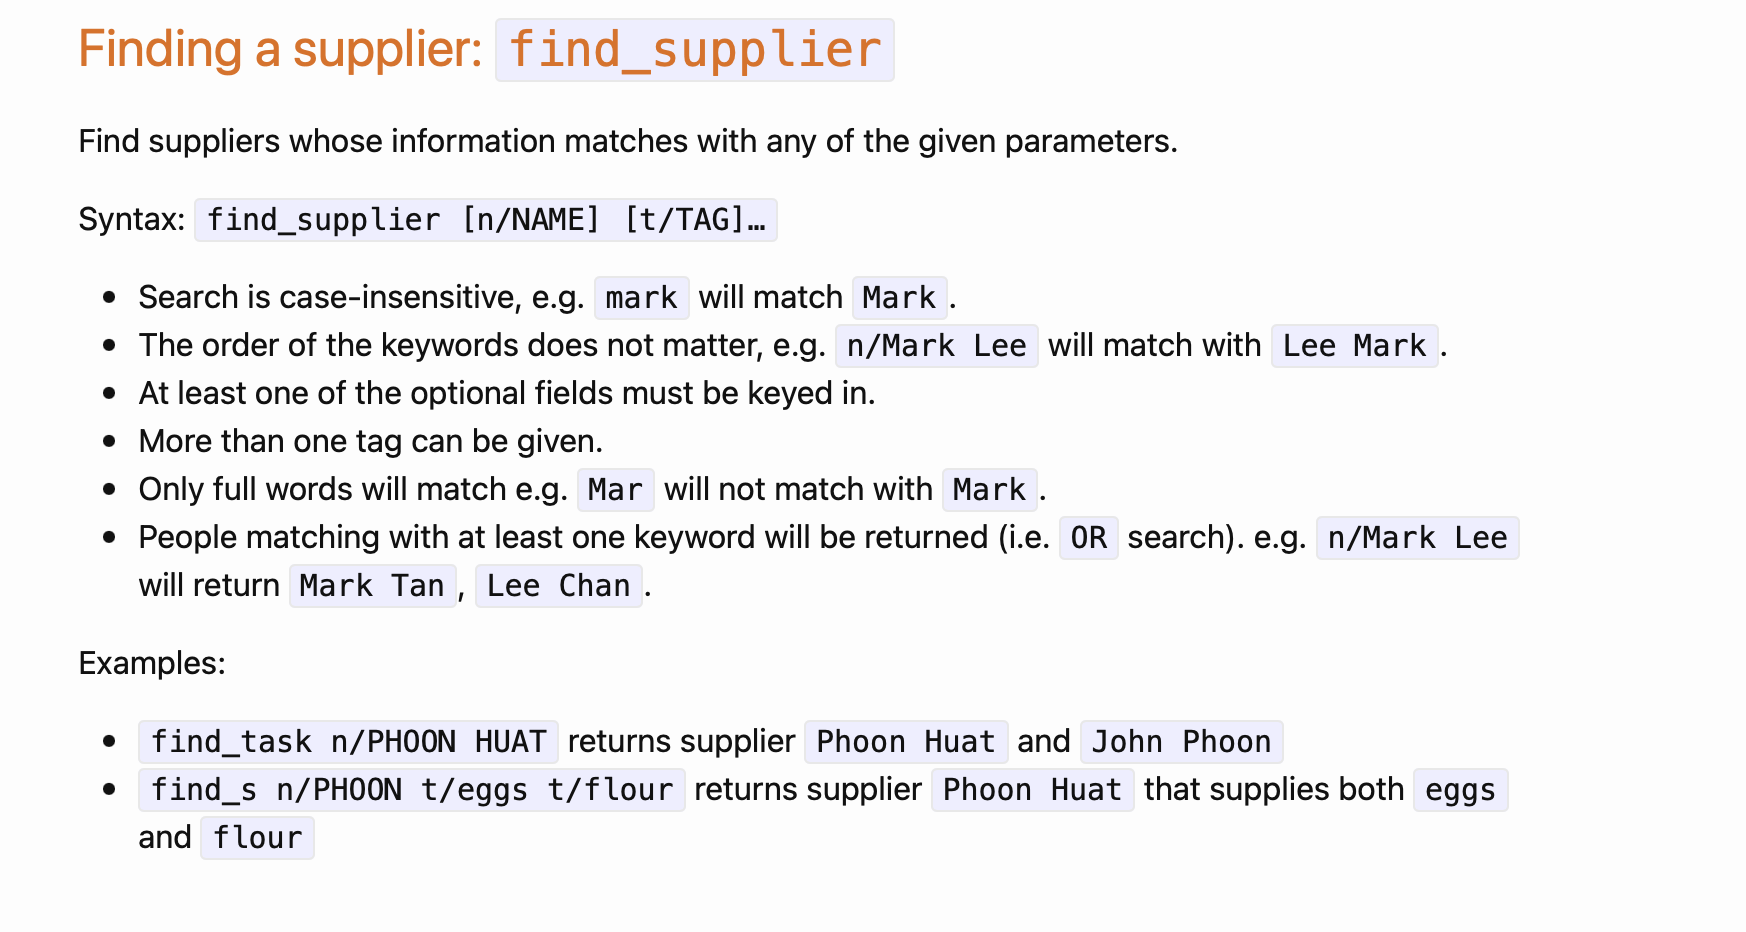 Finding a supplier: find_supplier
Find suppliers whose information matches with any of the given parameters.
Syntax: find_supplier [n/NAME] [t/TAG]…
• Search is case-insensitive, e.g. mark will match Mark.
• The order of the keywords does not matter, e.g. n/Mark Lee will match with Lee Mark.
• At least one of the optional fields must be keyed in.
• More than one tag can be given.
• Only full words will match e.g. Mar will not match with Mark.
• People matching with at least one keyword will be returned (i.e. OR search). e.g. n/Mark Lee
will return Mark Tan, Lee Chan.
Examples:
• find_task n/PHOON HUAT returns supplier Phoon Huat and John Phoon
• find_s n/PHOON t/eggs t/flour returns supplier Phoon Huat that supplies both eggs
and flour